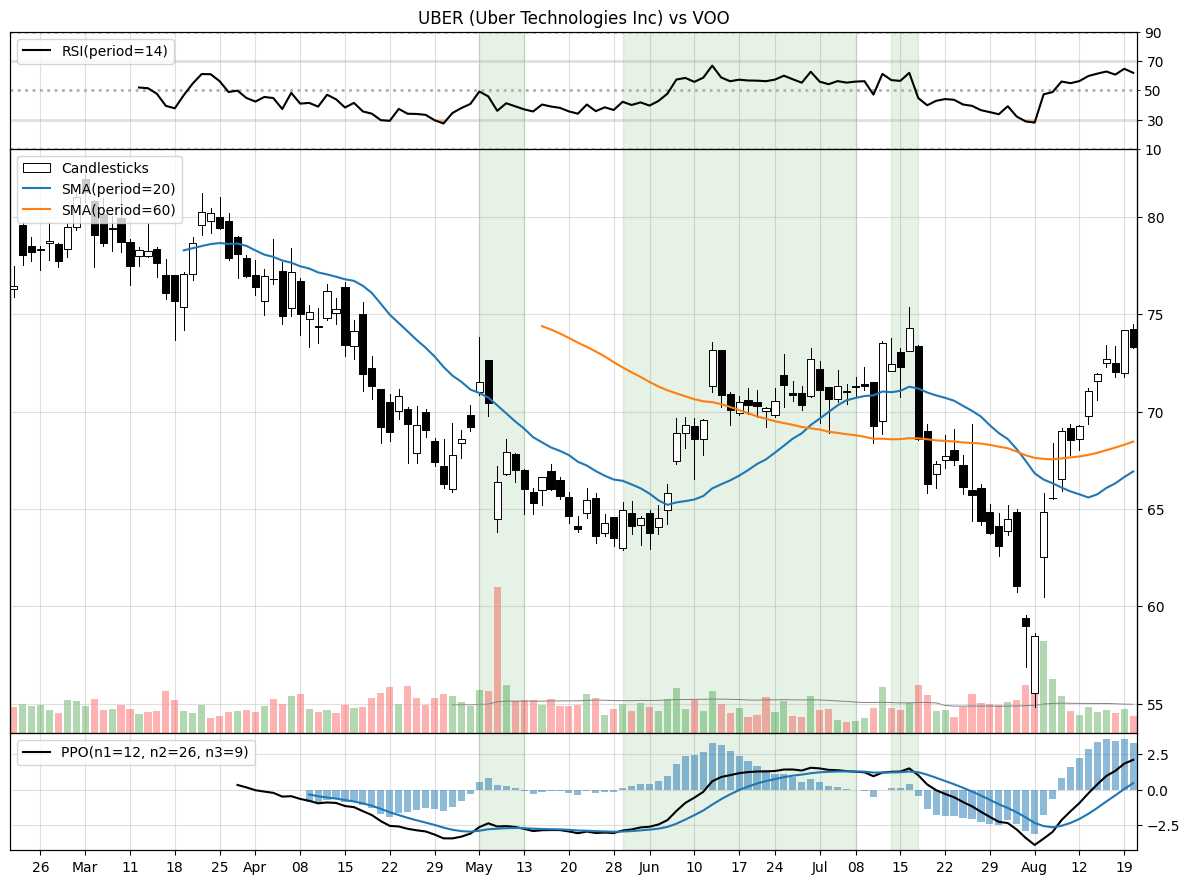 UBER (Uber Technologies Inc) vs VOO
RSI(period=14)
90
70
50
30
10
Candlesticks
SMA(period=20)
SMA(period=60)
80
75
70
65
60
55
PPO(n1=12, n2=26, n3=9)
2.5
0.0
−2.5
26 Mar 11 18 25 Apr 08 15 22 29 May 13 20 28 Jun 10 17 24 Jul 08 15 22 29 Aug 12 19